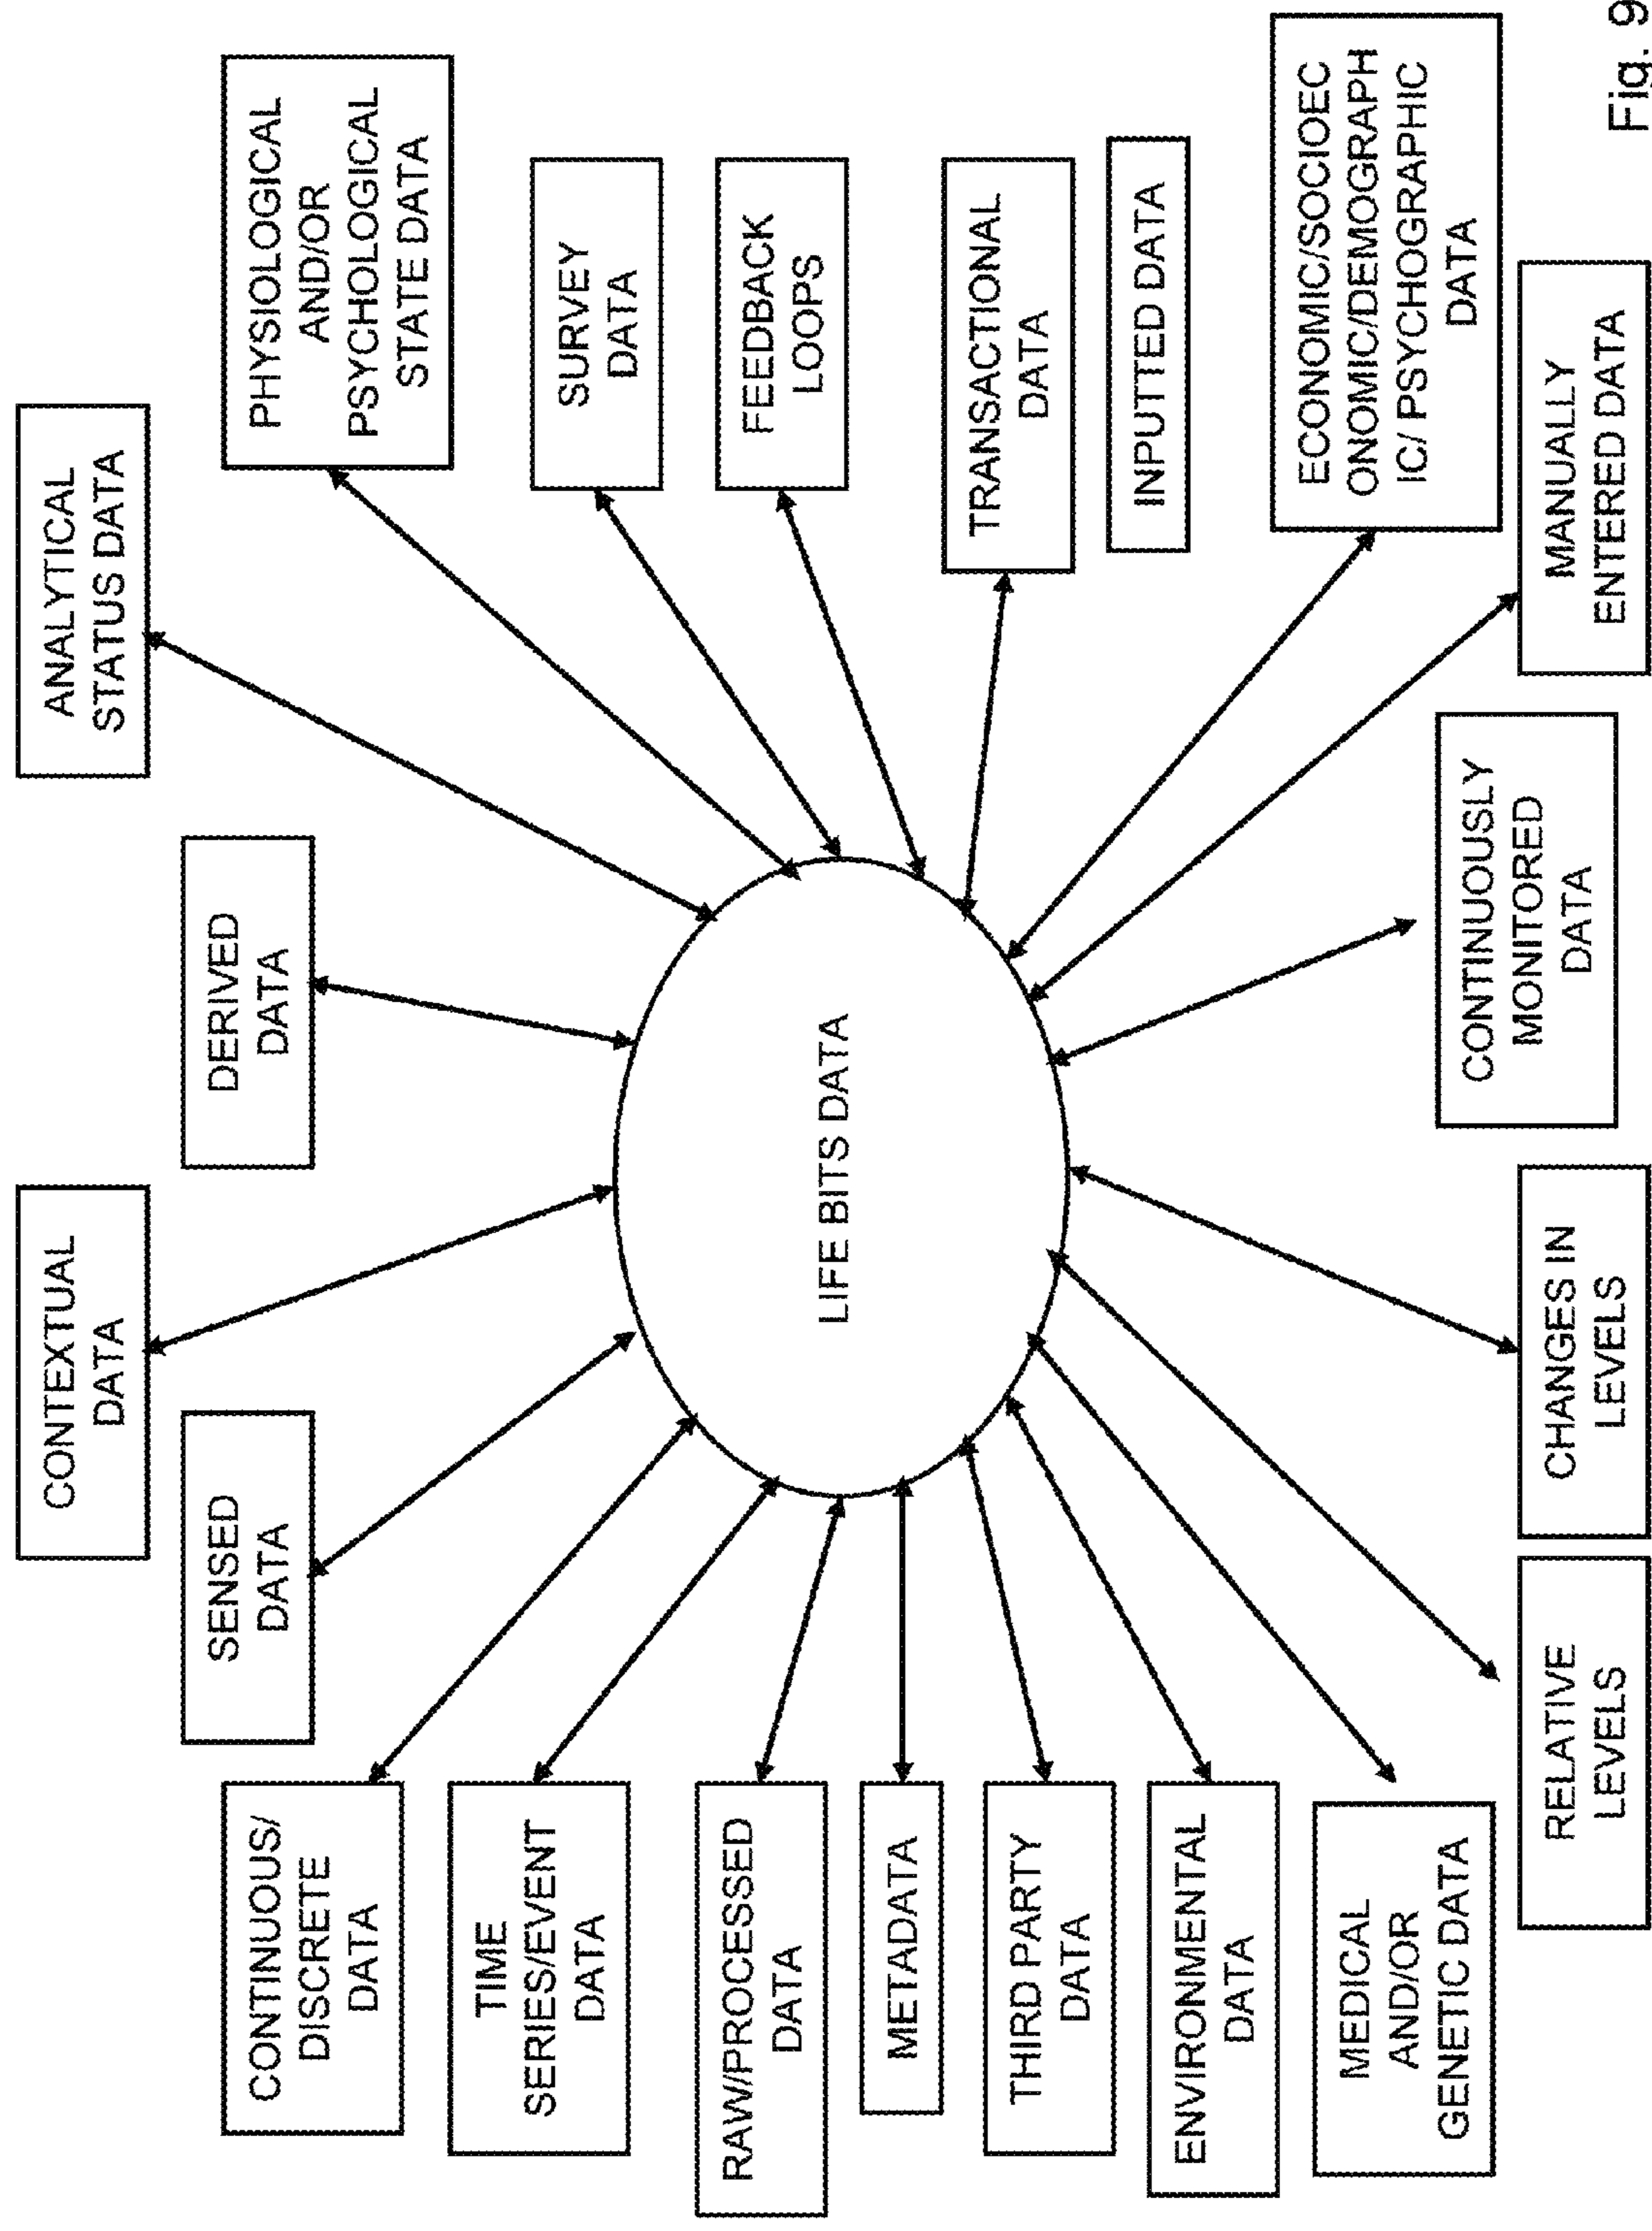 CONTEXTUAL
DATA
ANALYTICAL
STATUS DATA
SENSED
DATA
DERIVED
DATA
CONTINUOUS/
DISCRETE
DATA
PHYSIOLOGICAL
AND/OR
PSYCHOLOGICAL
STATE DATA
TIME
SERIES/EVENT
DATA
SURVEY
DATA
RAW/PROCESSED
DATA
FEEDBACK
LOOPS
LIFE BITS DATA
METADATA
TRANSACTIONAL
DATA
THIRD PARTY
DATA
INPUTTED DATA
ENVIRONMENTAL
DATA
ECONOMIC/SOCIOEC
ONOMIC/DEMOGRAPH
IC/ PSYCHOGRAPHIC
DATA
MEDICAL
AND/OR
GENETIC DATA
CONTINUOUSLY
MONITORED
DATA
RELATIVE
LEVELS
CHANGES IN
LEVELS
MANUALLY
ENTERED DATA
Fig. 9